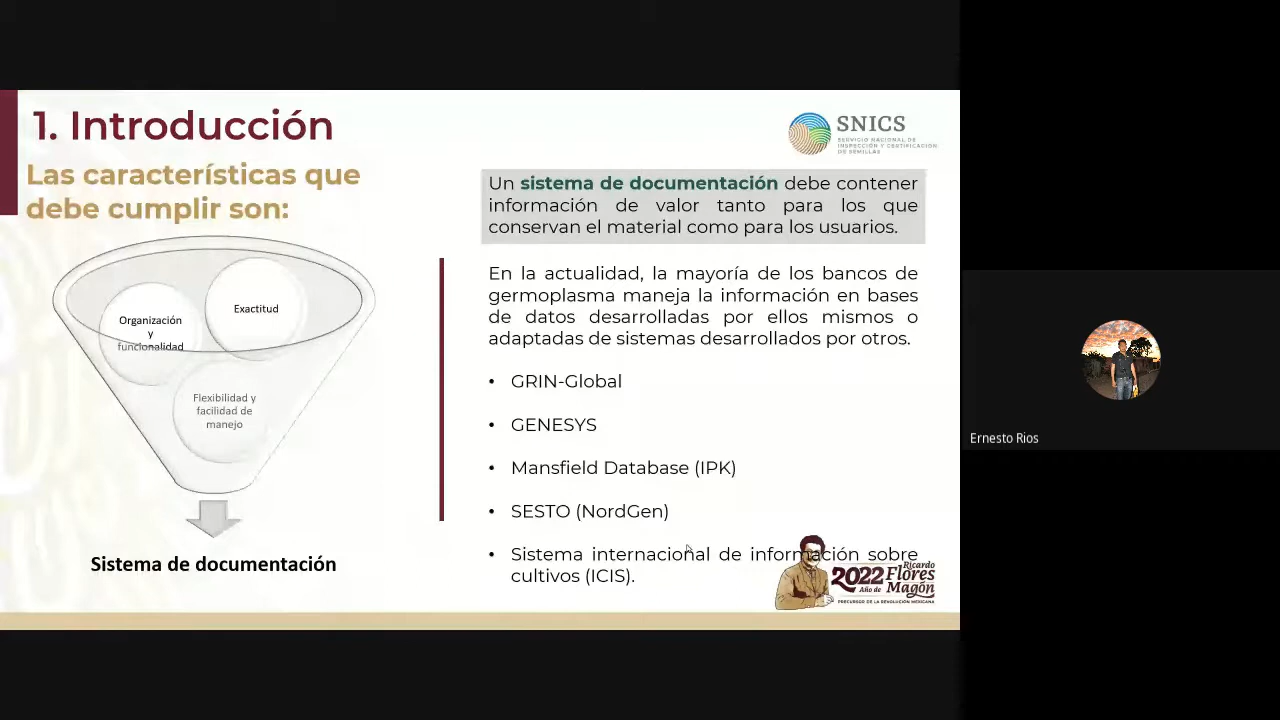 1. Introducción
Las características que
debe cumplir son:
Organización
y
funcionalidad
Exactitud
Flexibilidad y
facilidad de
manejo
Sistema de documentación
SNICS
SERVICIO NACIONAL DE
INSPECCIÓN Y CERTIFICACIÓN
DE SEMILLAS
Un sistema de documentación debe contener
información de valor tanto para los que
conservan el material como para los usuarios.
En la actualidad, la mayoría de los bancos de
germoplasma maneja la información en bases
de datos desarrolladas por ellos mismos o
adaptadas de sistemas desarrollados por otros.
• GRIN-Global
• GENESYS
• Mansfield Database (IPK)
• SESTO (NordGen)
• Sistema internacional de información sobre
cultivos (ICIS).
2022 Ricardo
Año de Flores
Magón
PRECURSOR DE LA REVOLUCIÓN MEXICANA
Ernesto Rios